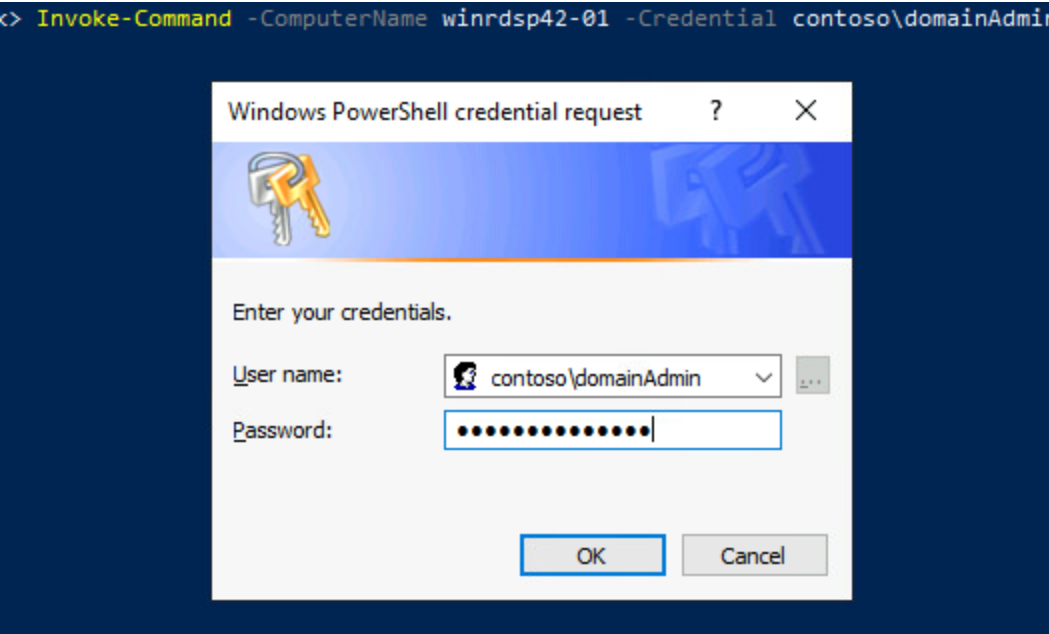 > Invoke-Command -ComputerName winrdsp42-01 -Credential contoso\domainAdmin
Windows PowerShell credential request ? X
Enter your credentials.
User name: contoso\domainAdmin ...
Password: ••••••••••••••
OK Cancel